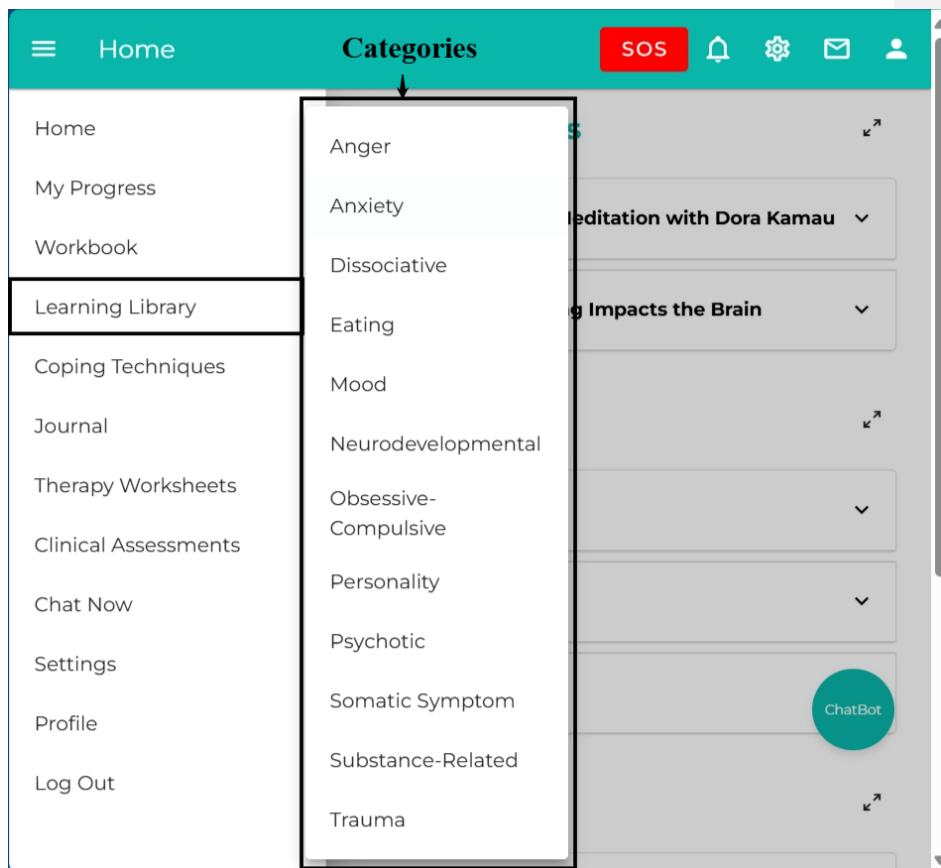 Home
Categories
SOS
Home
My Progress
Workbook
Learning Library
Coping Techniques
Journal
Therapy Worksheets
Clinical Assessments
Chat Now
Settings
Profile
Log Out
Anger
Anxiety
Dissociative
Eating
Mood
Neurodevelopmental
Obsessive-
Compulsive
Personality
Psychotic
Somatic Symptom
Substance-Related
Trauma
with Dora Kamau
Impacts the Brain
ChatBot